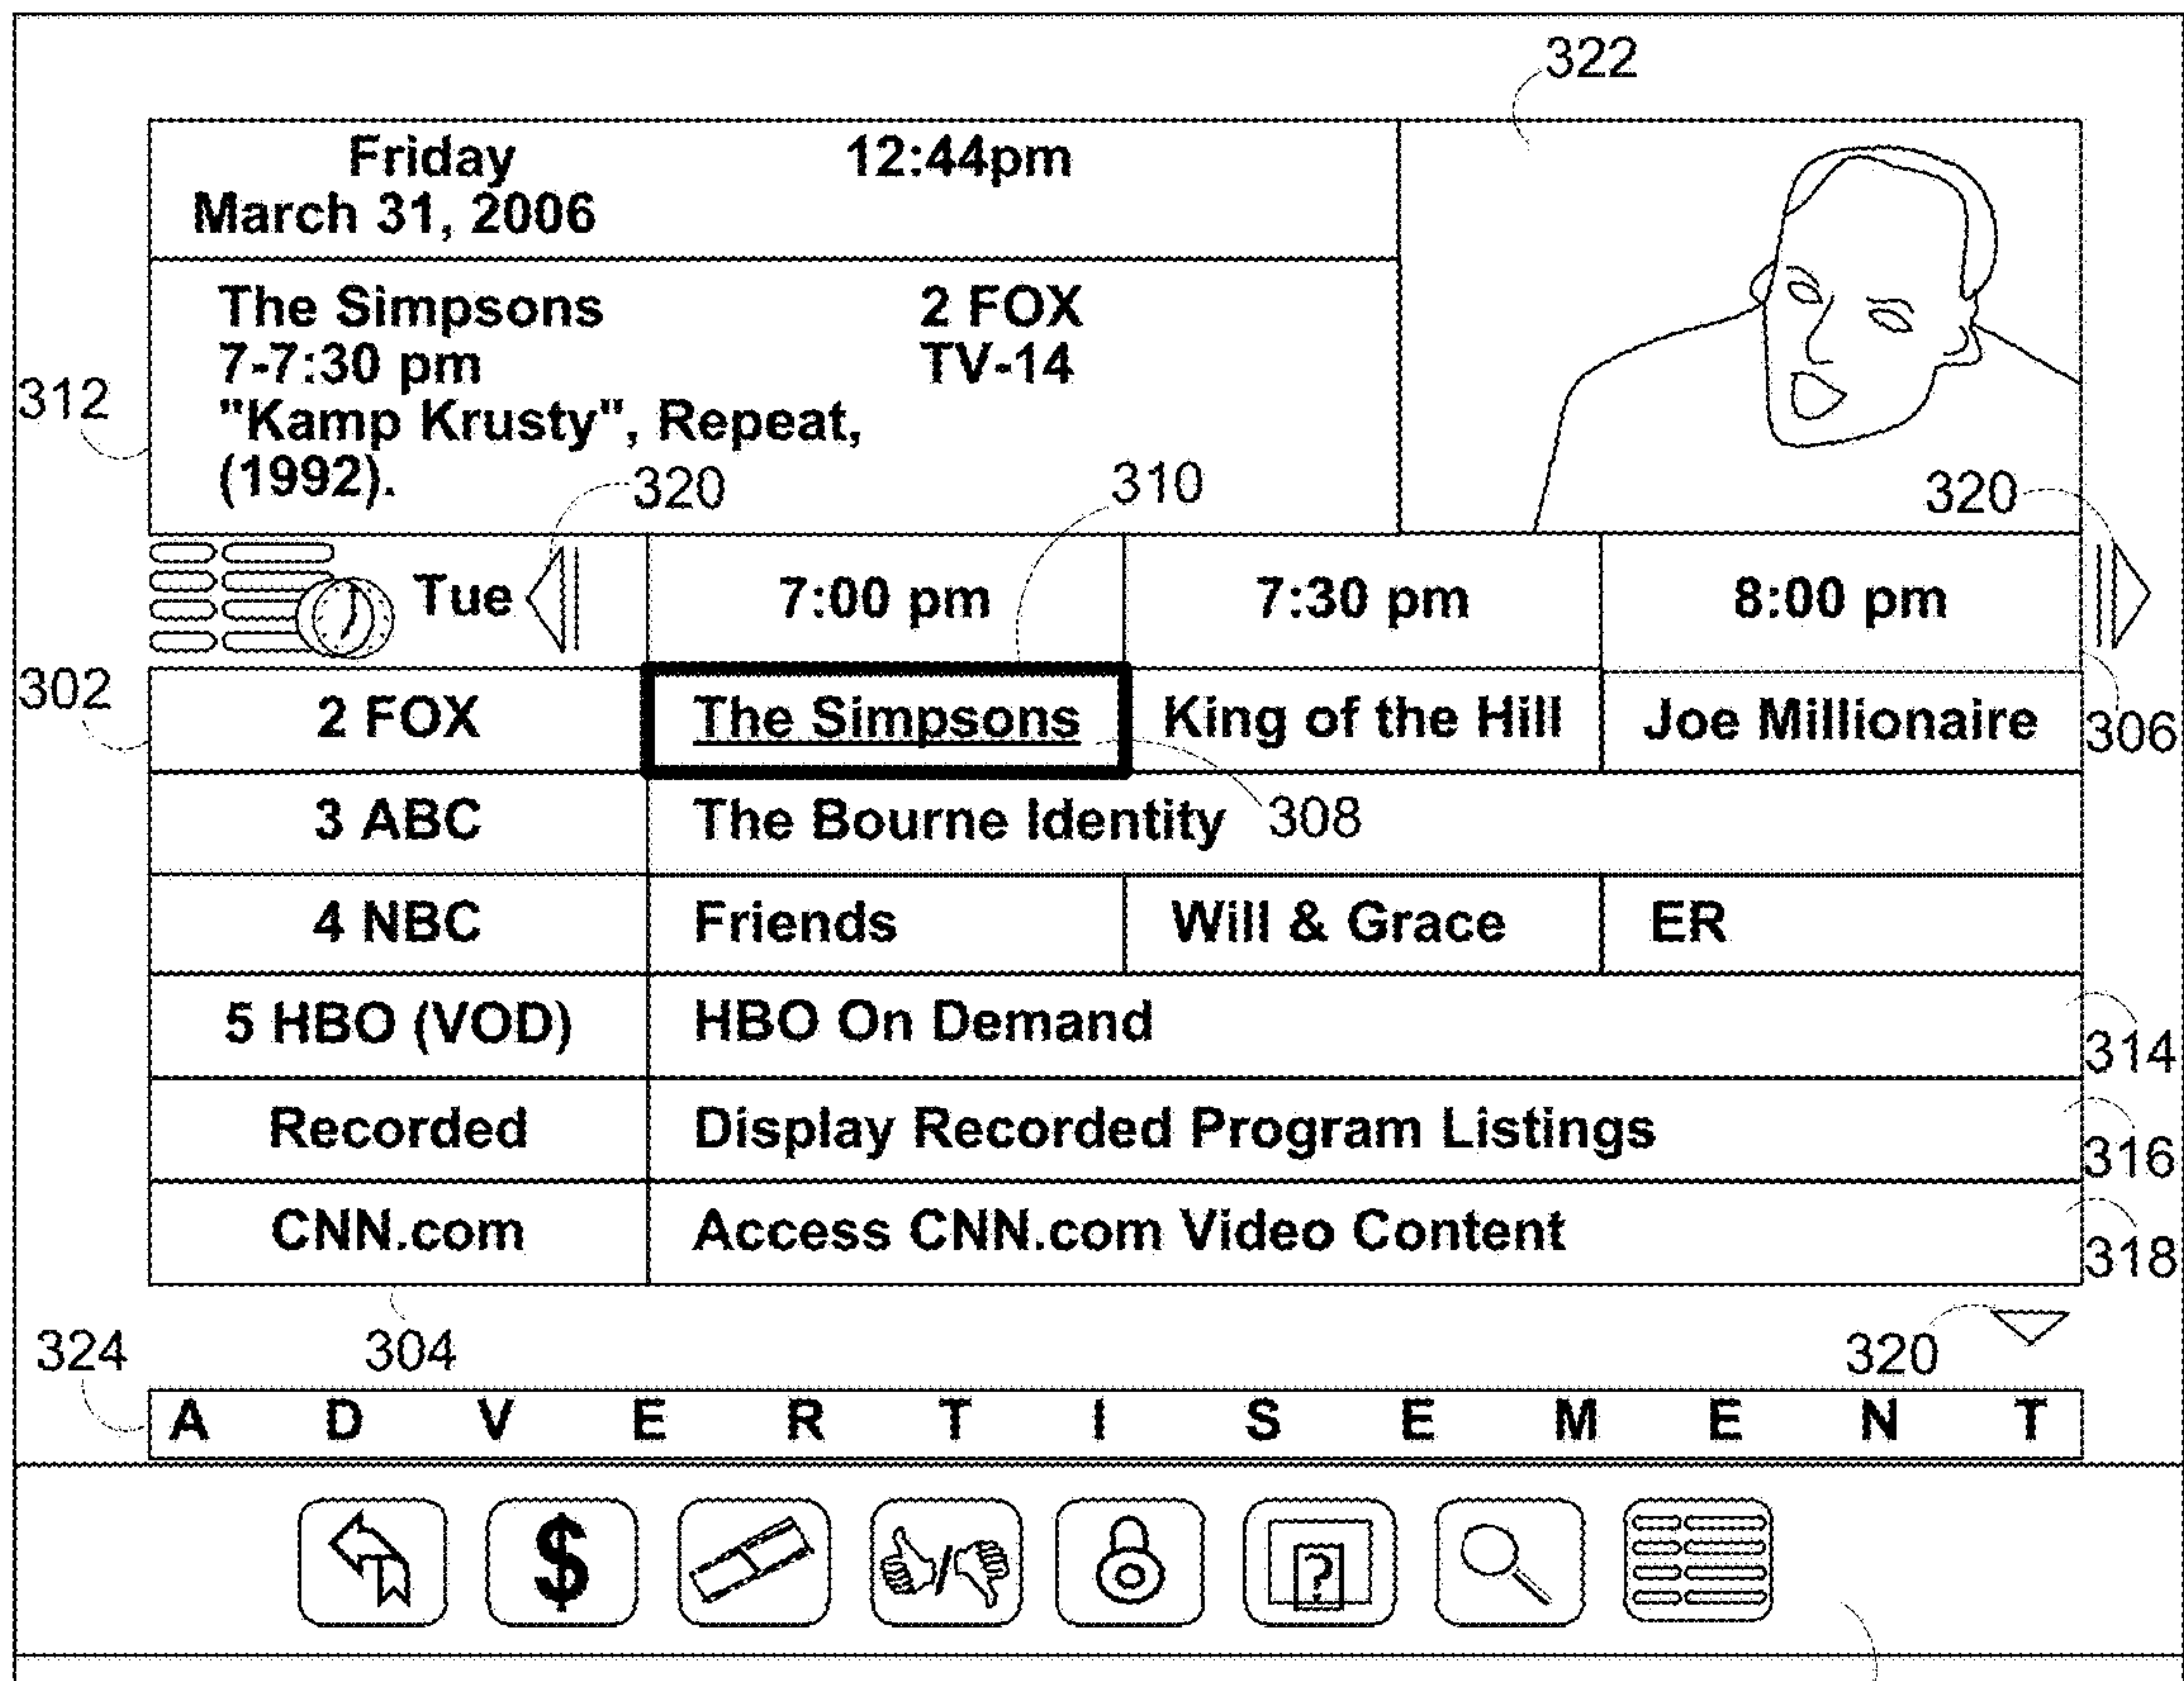 322
Friday 12:44pm
March 31, 2006
The Simpsons 2 FOX
7-7:30 pm TV-14
312
"Kamp Krusty", Repeat,
(1992).
320 310 320
Tue 7:00 pm 7:30 pm 8:00 pm
302
2 FOX The Simpsons King of the Hill Joe Millionaire
306
3 ABC The Bourne Identity 308
4 NBC Friends Will & Grace ER
5 HBO (VOD) HBO On Demand
314
Recorded Display Recorded Program Listings
316
CNN.com Access CNN.com Video Content
318
324 304 320
A D V E R T I S E M E N T
$ / ?